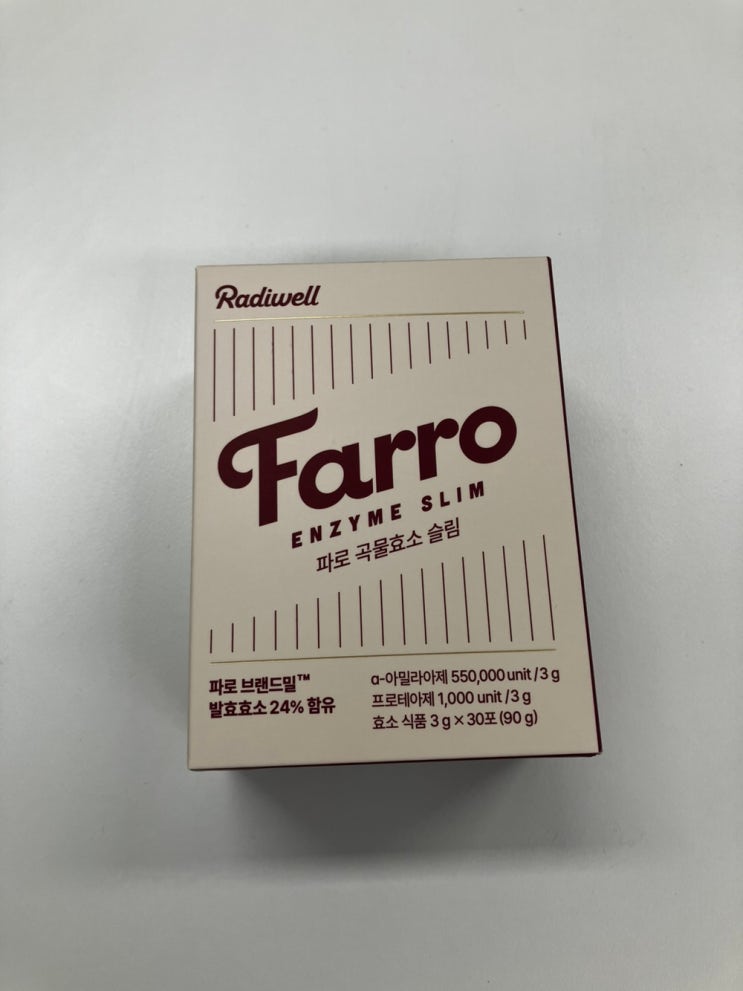 Radiwell
Farro
ENZYME SLIM
파로 곡물효소 슬림
파로 브랜드밀™
발효효소 24% 함유
α-아밀라아제 550,000 unit / 3 g
프로테아제 1,000 unit / 3 g
효소 식품 3 g × 30포 (90 g)